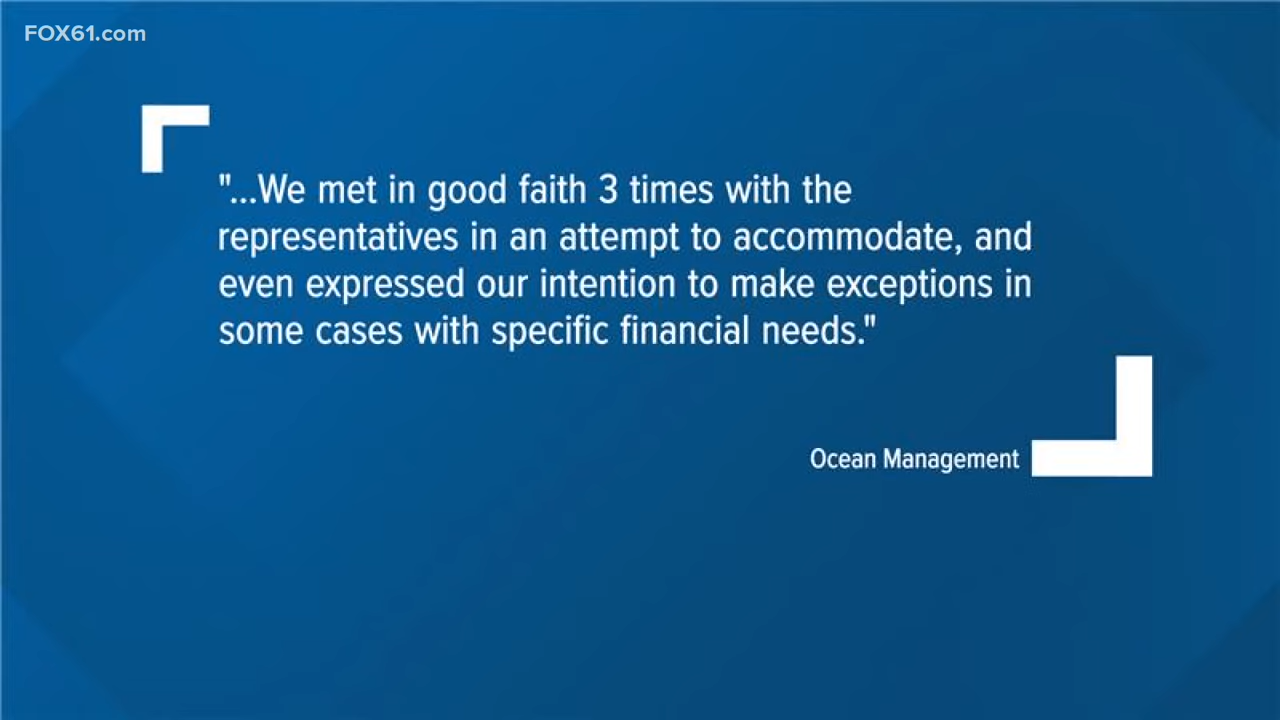 FOX61.com
"...We met in good faith 3 times with the
representatives in an attempt to accommodate, and
even expressed our intention to make exceptions in
some cases with specific financial needs."
Ocean Management